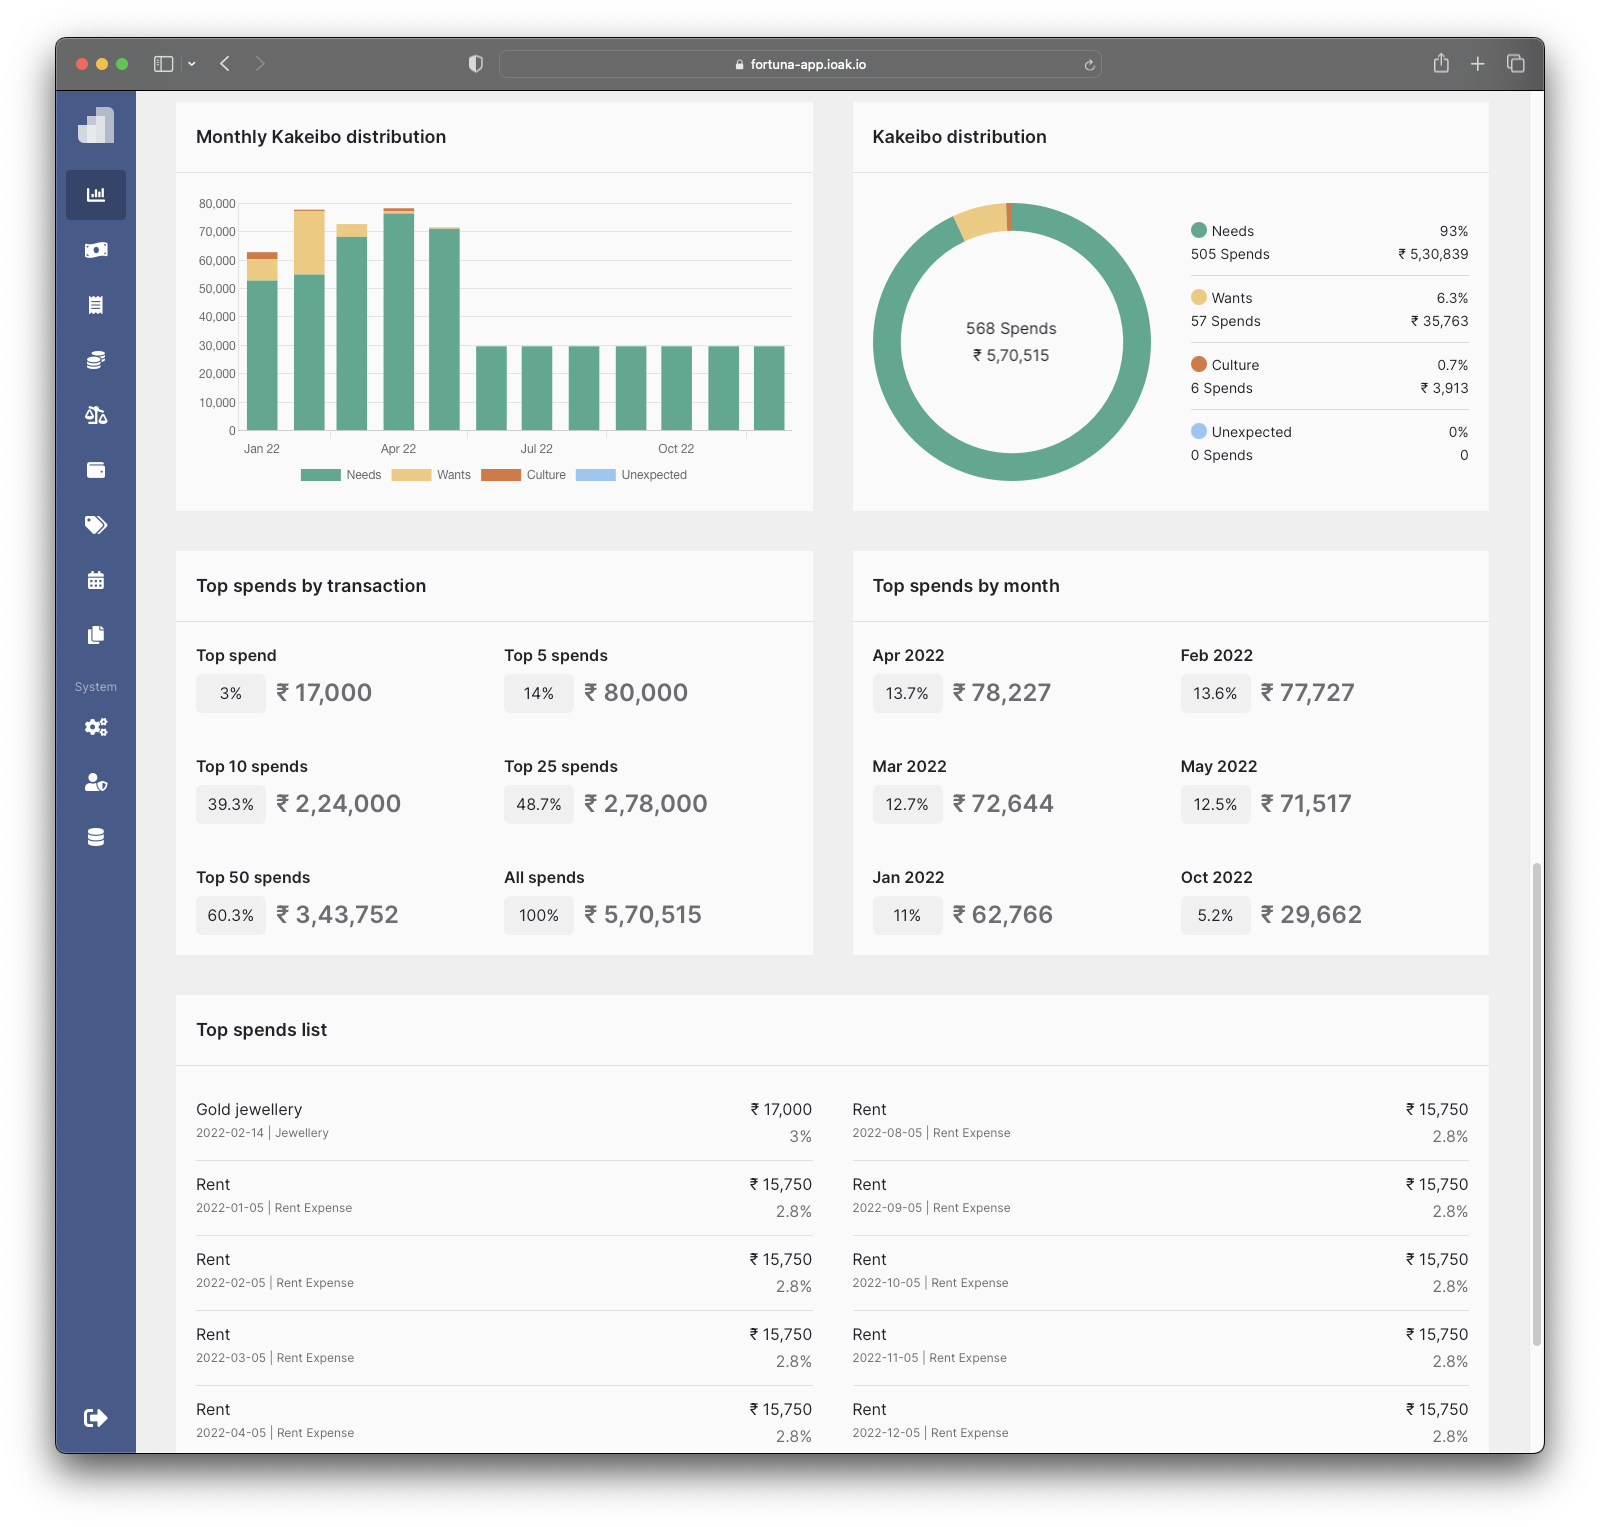 fortuna-app.ioak.io
System
Monthly Kakeibo distribution
80,000
70,000
60,000
50,000
40,000
30,000
20,000
10,000
0
Jan 22 Apr 22 Jul 22 Oct 22
Needs Wants Culture Unexpected
Kakeibo distribution
568 Spends
₹ 5,70,515
Needs 93%
505 Spends ₹ 5,30,839
Wants 6.3%
57 Spends ₹ 35,763
Culture 0.7%
6 Spends ₹ 3,913
Unexpected 0%
0 Spends 0
Top spends by transaction
Top spend Top 5 spends
3% ₹ 17,000 14% ₹ 80,000
Top 10 spends Top 25 spends
39.3% ₹ 2,24,000 48.7% ₹ 2,78,000
Top 50 spends All spends
60.3% ₹ 3,43,752 100% ₹ 5,70,515
Top spends by month
Apr 2022 Feb 2022
13.7% ₹ 78,227 13.6% ₹ 77,727
Mar 2022 May 2022
12.7% ₹ 72,644 12.5% ₹ 71,517
Jan 2022 Oct 2022
11% ₹ 62,766 5.2% ₹ 29,662
Top spends list
Gold jewellery ₹ 17,000
2022-02-14 | Jewellery 3%
Rent ₹ 15,750
2022-01-05 | Rent Expense 2.8%
Rent ₹ 15,750
2022-02-05 | Rent Expense 2.8%
Rent ₹ 15,750
2022-03-05 | Rent Expense 2.8%
Rent ₹ 15,750
2022-04-05 | Rent Expense 2.8%
Rent ₹ 15,750
2022-08-05 | Rent Expense 2.8%
Rent ₹ 15,750
2022-09-05 | Rent Expense 2.8%
Rent ₹ 15,750
2022-10-05 | Rent Expense 2.8%
Rent ₹ 15,750
2022-11-05 | Rent Expense 2.8%
Rent ₹ 15,750
2022-12-05 | Rent Expense 2.8%